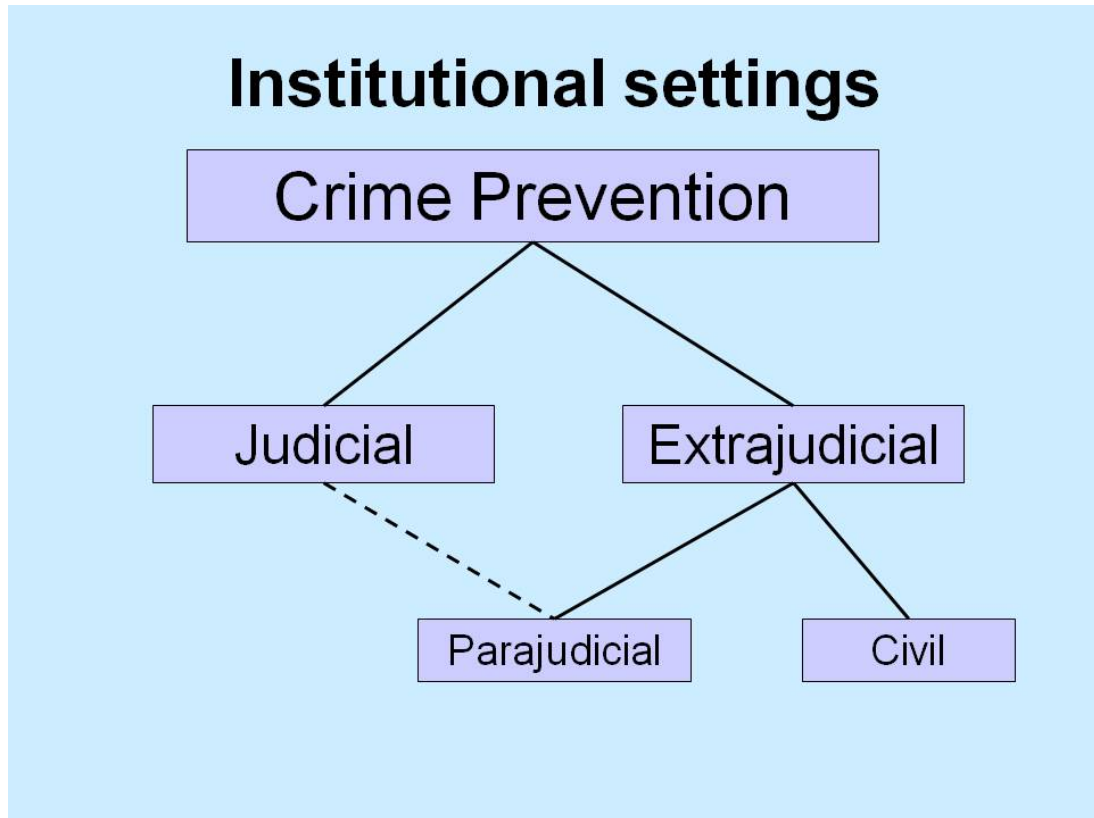 Institutional settings
Crime Prevention
Judicial
Extrajudicial
Parajudicial
Civil